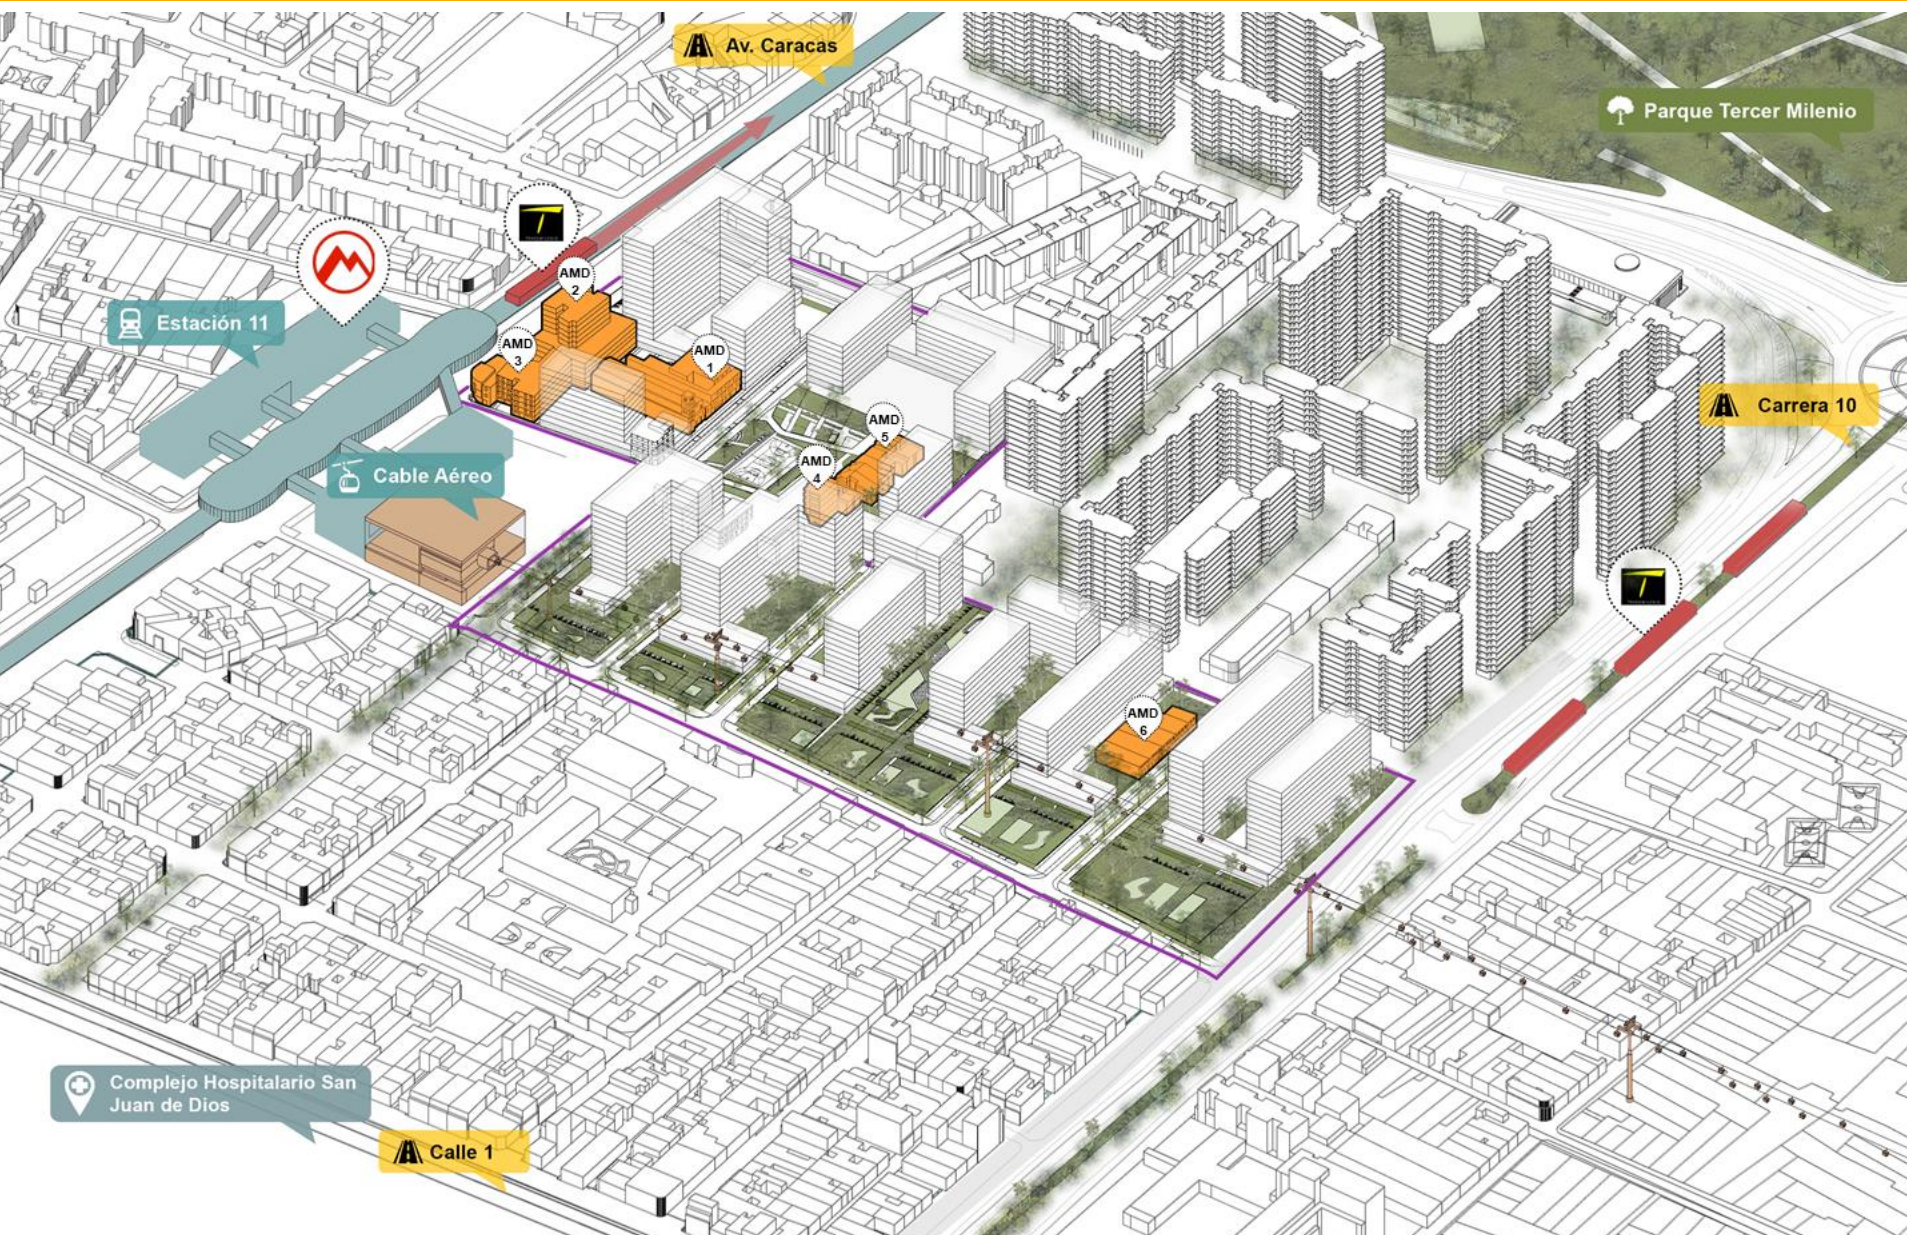 Av. Caracas
Parque Tercer Milenio
AMD
2
Estación 11
AMD
3
AMD
1
Carrera 10
AMD
5
AMD
4
Cable Aéreo
AMD
6
Complejo Hospitalario San
Juan de Dios
Calle 1